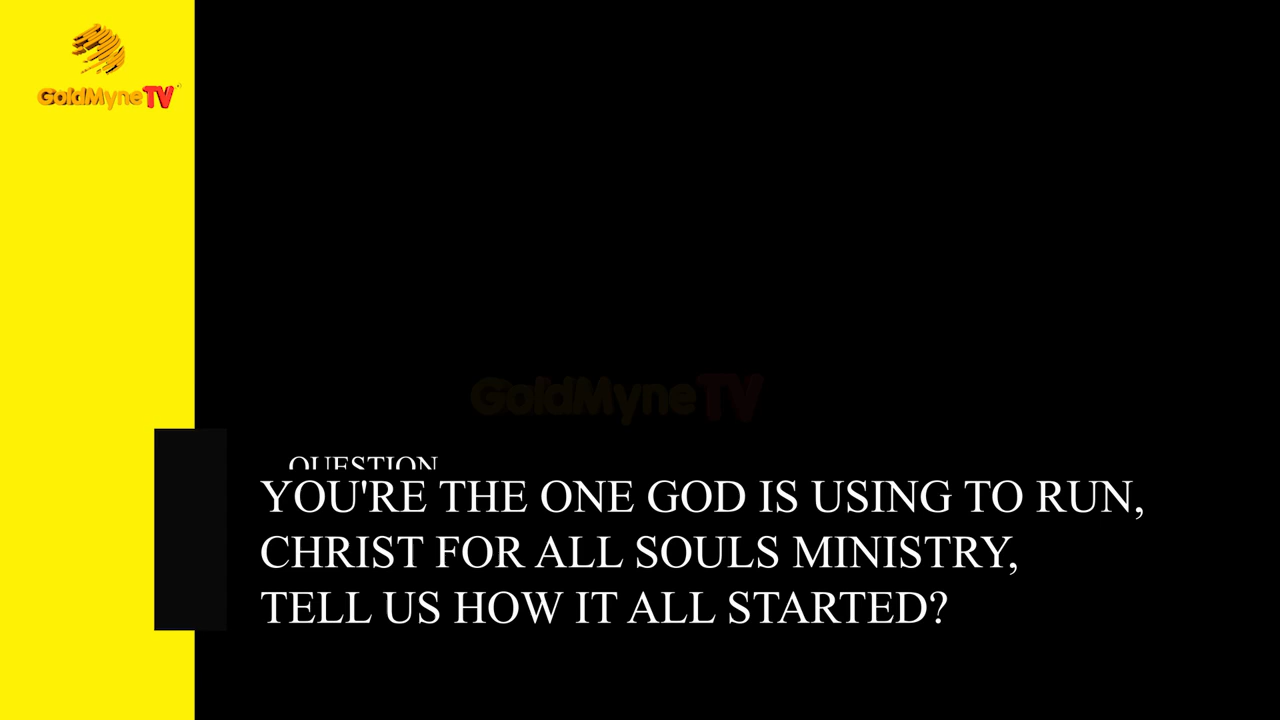 GoldMyneTV
GoldMyneTV
QUESTION
YOU'RE THE ONE GOD IS USING TO RUN,
CHRIST FOR ALL SOULS MINISTRY,
TELL US HOW IT ALL STARTED?